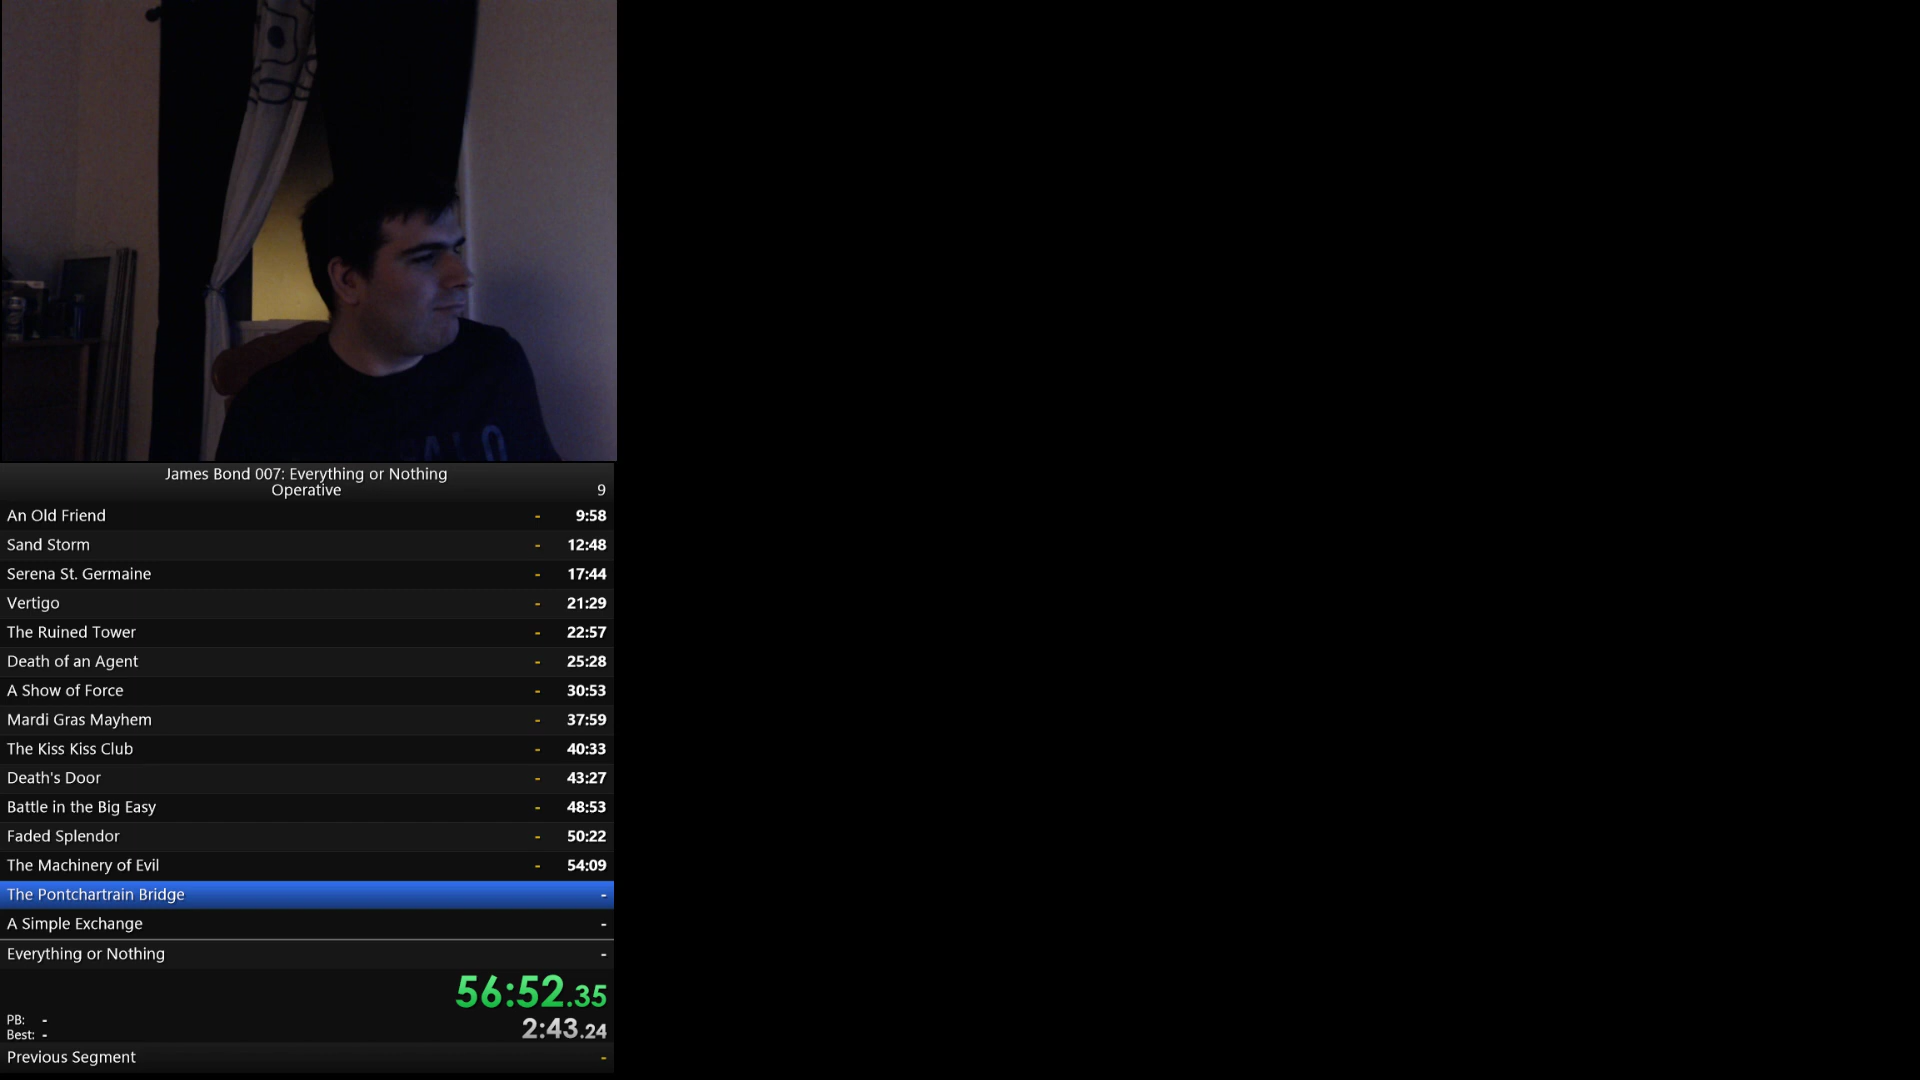 James Bond 007: Everything or Nothing
Operative 9
An Old Friend - 9:58
Sand Storm - 12:48
Serena St. Germaine - 17:44
Vertigo - 21:29
The Ruined Tower - 22:57
Death of an Agent - 25:28
A Show of Force - 30:53
Mardi Gras Mayhem - 37:59
The Kiss Kiss Club - 40:33
Death's Door - 43:27
Battle in the Big Easy - 48:53
Faded Splendor - 50:22
The Machinery of Evil - 54:09
The Pontchartrain Bridge -
A Simple Exchange -
Everything or Nothing -
56:52.35
PB: -
Best: - 2:43.24
Previous Segment -